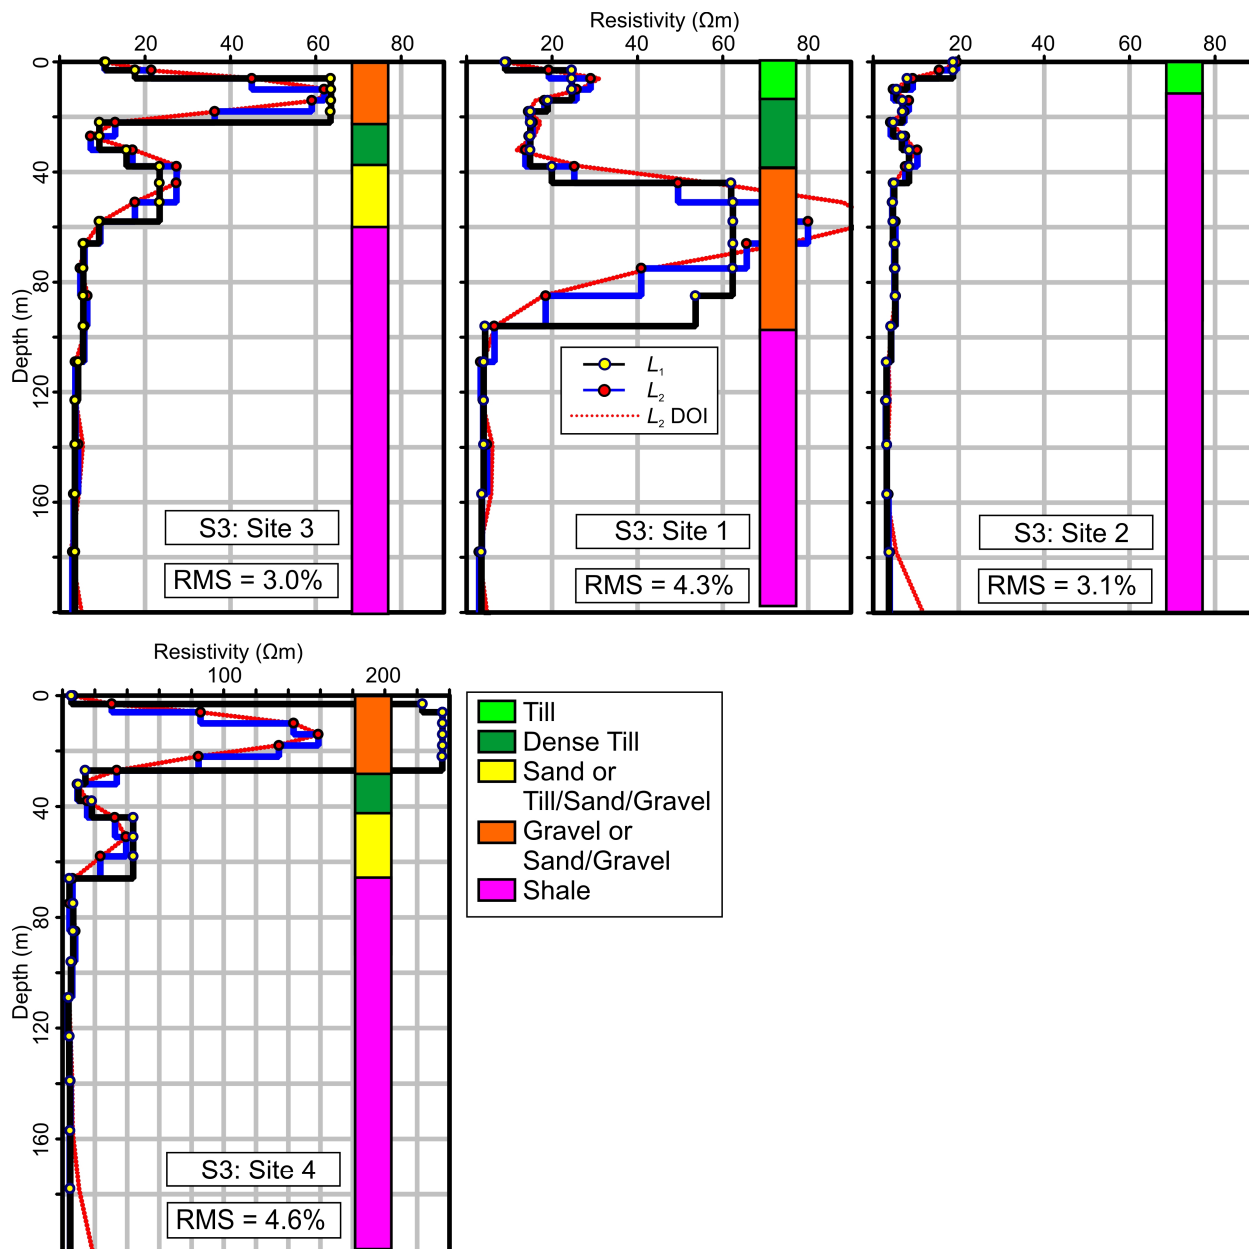 Resistivity (Ωm)
20 40 60 80
20 40 60 80
20 40 60 80
0
40
80
120
160
Depth (m)
L1
L2
L2 DOI
S3: Site 3
RMS = 3.0%
S3: Site 1
RMS = 4.3%
S3: Site 2
RMS = 3.1%
Resistivity (Ωm)
100 200
0
40
80
120
160
Depth (m)
S3: Site 4
RMS = 4.6%
Till
Dense Till
Sand or
Till/Sand/Gravel
Gravel or
Sand/Gravel
Shale